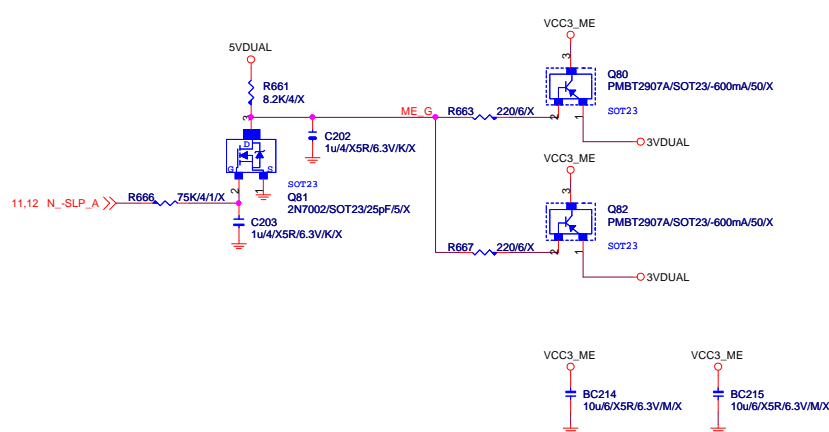 VCC3_ME
5VDUAL
3
R661
8.2K/4/X
Q80
PMBT2907A/SOT23/-600mA/50/X
ME_G
R663
220/6/X
2
1
SOT23
3
C202
1u/4/X5R/6.3V/K/X
3VDUAL
D
G
S
VCC3_ME
SOT23
2
1
Q81
2N7002/SOT23/25pF/5/X
11,12 N_-SLP_A
R666
75K/4/1/X
3
Q82
PMBT2907A/SOT23/-600mA/50/X
C203
1u/4/X5R/6.3V/K/X
R667
220/6/X
2
1
SOT23
3VDUAL
VCC3_ME
VCC3_ME
BC214
10u/6/X5R/6.3V/M/X
BC215
10u/6/X5R/6.3V/M/X